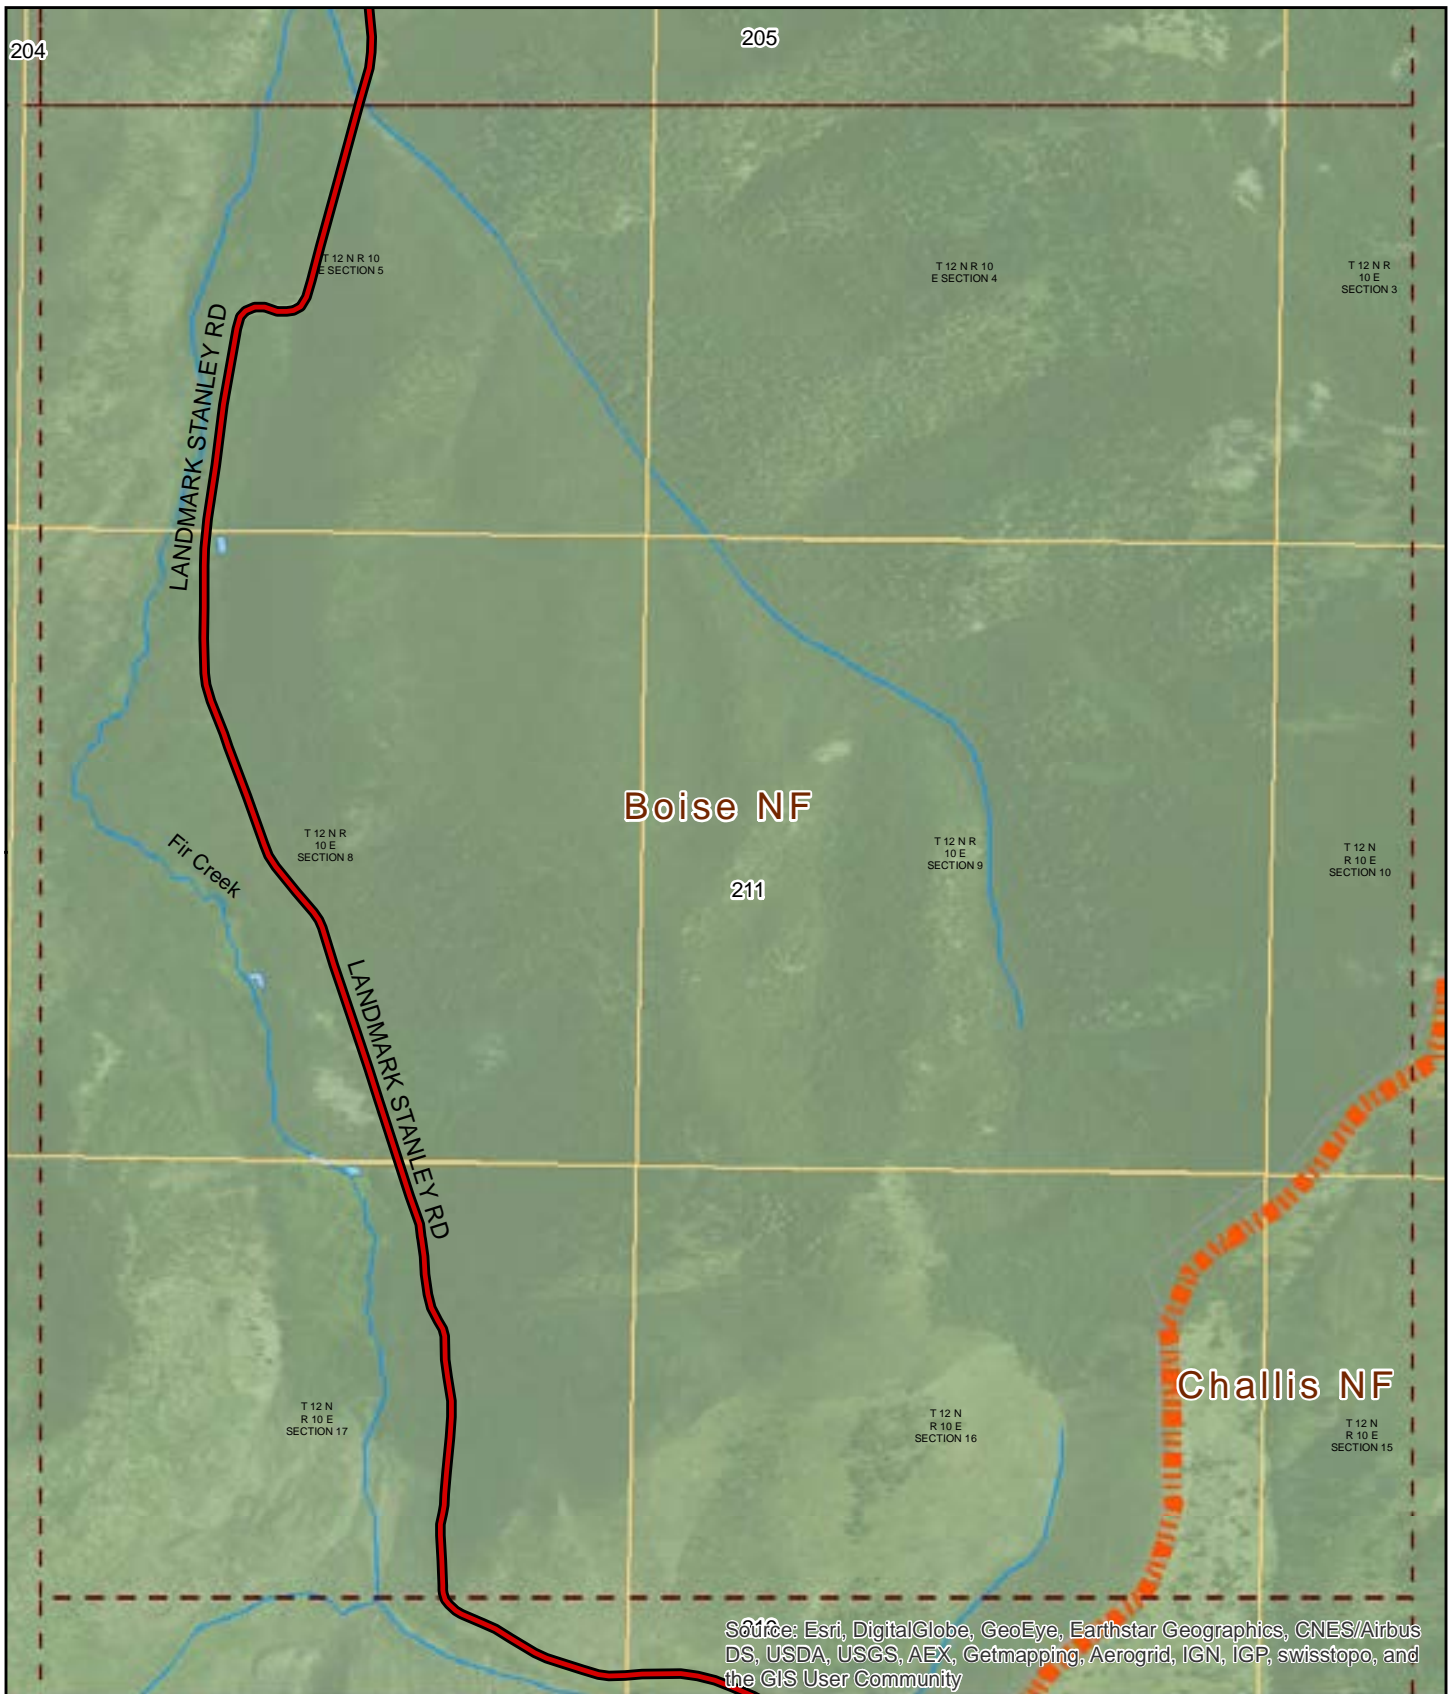 204
205
T 12 N R 10
E SECTION 5
T 12 N R 10
E SECTION 4
T 12 N R
10 E
SECTION 3
LANDMARK STANLEY RD
Boise NF
T 12 N R
10 E
SECTION 8
Fir Creek
T 12 N R
10 E
SECTION 9
T 12 N
R 10 E
SECTION 10
211
LANDMARK STANLEY RD
Challis NF
T 12 N
R 10 E
SECTION 17
T 12 N
R 10 E
SECTION 16
T 12 N
R 10 E
SECTION 15
Source: Esri, DigitalGlobe, GeoEye, Earthstar Geographics, CNES/Airbus
DS, USDA, USGS, AEX, Getmapping, Aerogrid, IGN, IGP, swisstopo, and
the GIS User Community